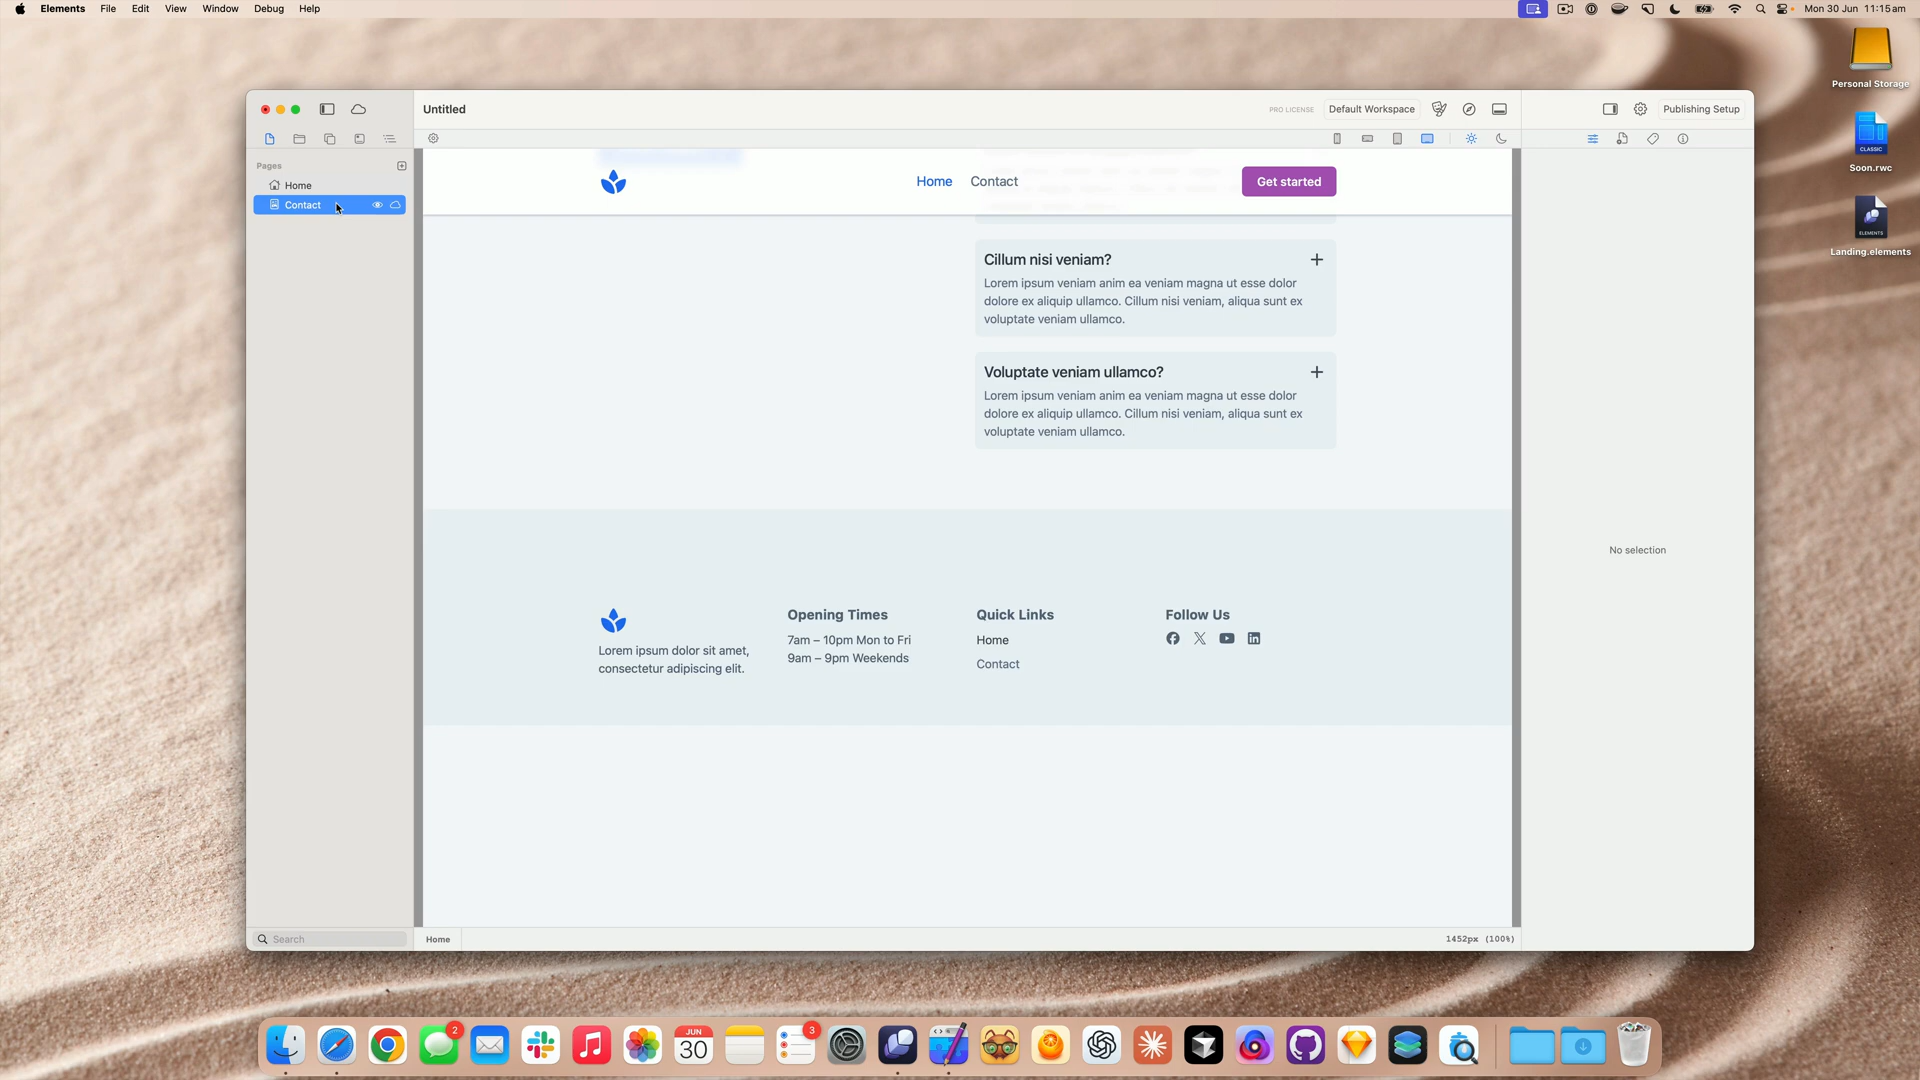 Elements File Edit View Window Debug Help
Mon 30 Jun 11:15 am
Personal Storage
CLASSIC
Soon.rwc
ELEMENTS
Landing.elements
Untitled
PRO LICENSE
Default Workspace
Publishing Setup
Pages
Home
Contact
Home
Contact
Get started
Cillum nisi veniam?
Lorem ipsum veniam anim ea veniam magna ut esse dolor
dolore ex aliquip ullamco. Cillum nisi veniam, aliqua sunt ex
voluptate veniam ullamco.
Voluptate veniam ullamco?
Lorem ipsum veniam anim ea veniam magna ut esse dolor
dolore ex aliquip ullamco. Cillum nisi veniam, aliqua sunt ex
voluptate veniam ullamco.
Lorem ipsum dolor sit amet,
consectetur adipiscing elit.
Opening Times
7am – 10pm Mon to Fri
9am – 9pm Weekends
Quick Links
Home
Contact
Follow Us
No selection
Search
Home
1452px (100%)
2
JUN
30
3